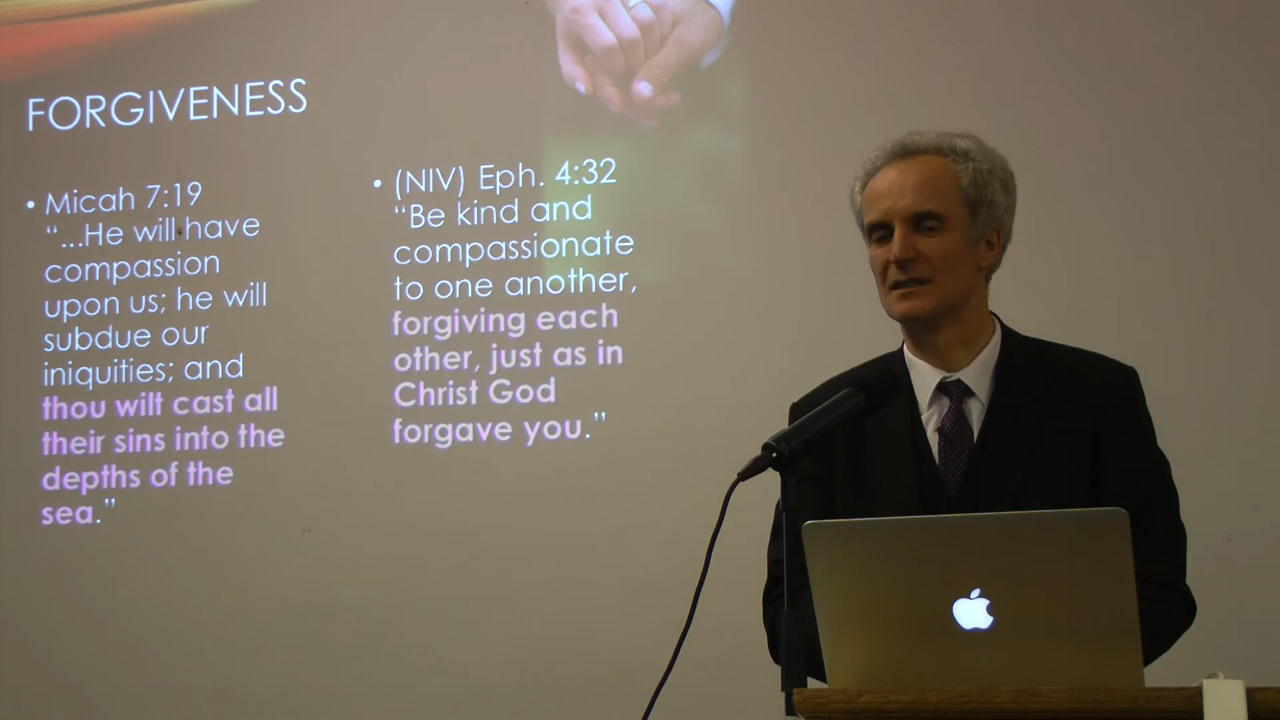 FORGIVENESS
• Micah 7:19
“...He will have
compassion
upon us; he will
subdue our
iniquities; and
thou wilt cast all
their sins into the
depths of the
sea.”
• (NIV) Eph. 4:32
“Be kind and
compassionate
to one another,
forgiving each
other, just as in
Christ God
forgave you.”